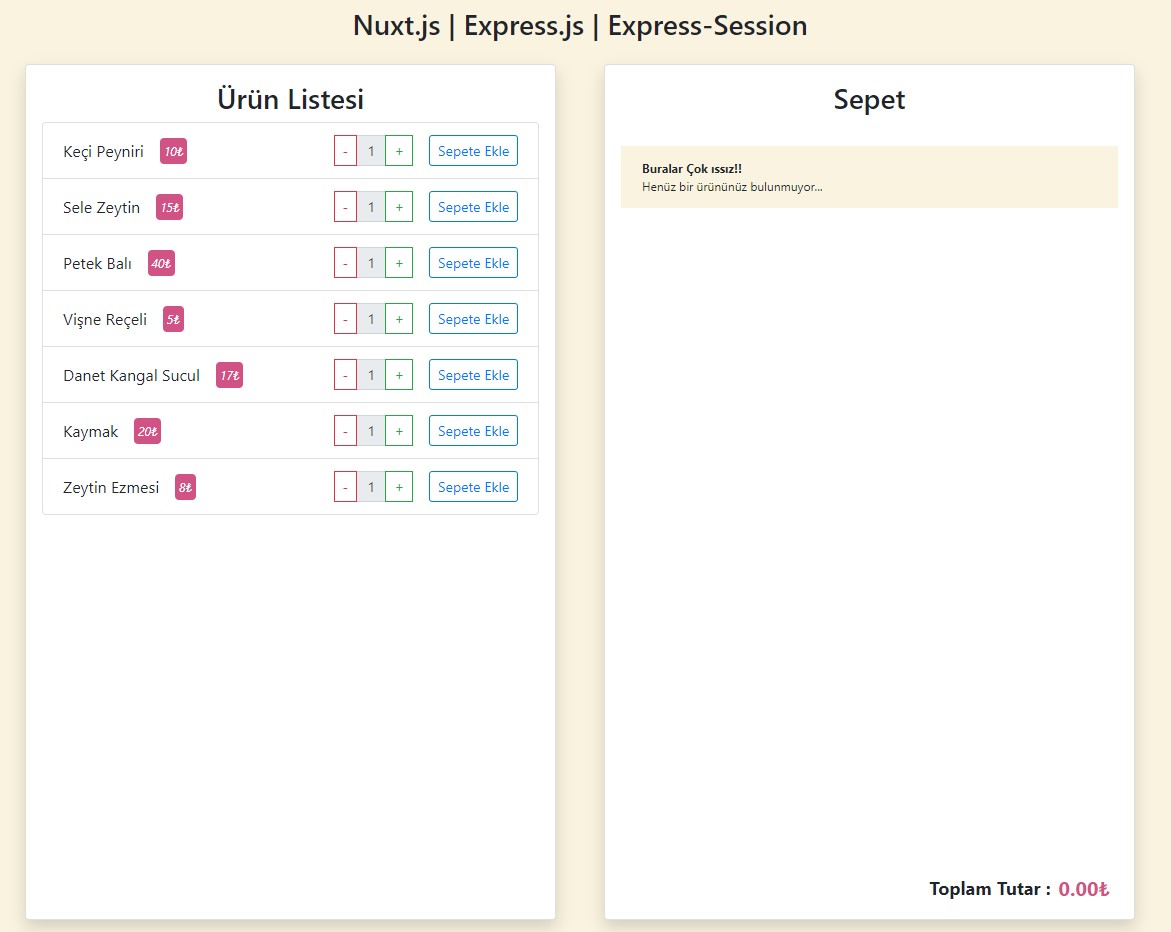 Nuxt.js | Express.js | Express-Session
Ürün Listesi
Keçi Peyniri 10₺ - 1 + Sepete Ekle
Sele Zeytin 15₺ - 1 + Sepete Ekle
Petek Balı 40₺ - 1 + Sepete Ekle
Vişne Reçeli 5₺ - 1 + Sepete Ekle
Danet Kangal Sucul 17₺ - 1 + Sepete Ekle
Kaymak 20₺ - 1 + Sepete Ekle
Zeytin Ezmesi 8₺ - 1 + Sepete Ekle
Sepet
Buralar Çok ıssız!!
Henüz bir ürününüz bulunmuyor...
Toplam Tutar : 0.00₺